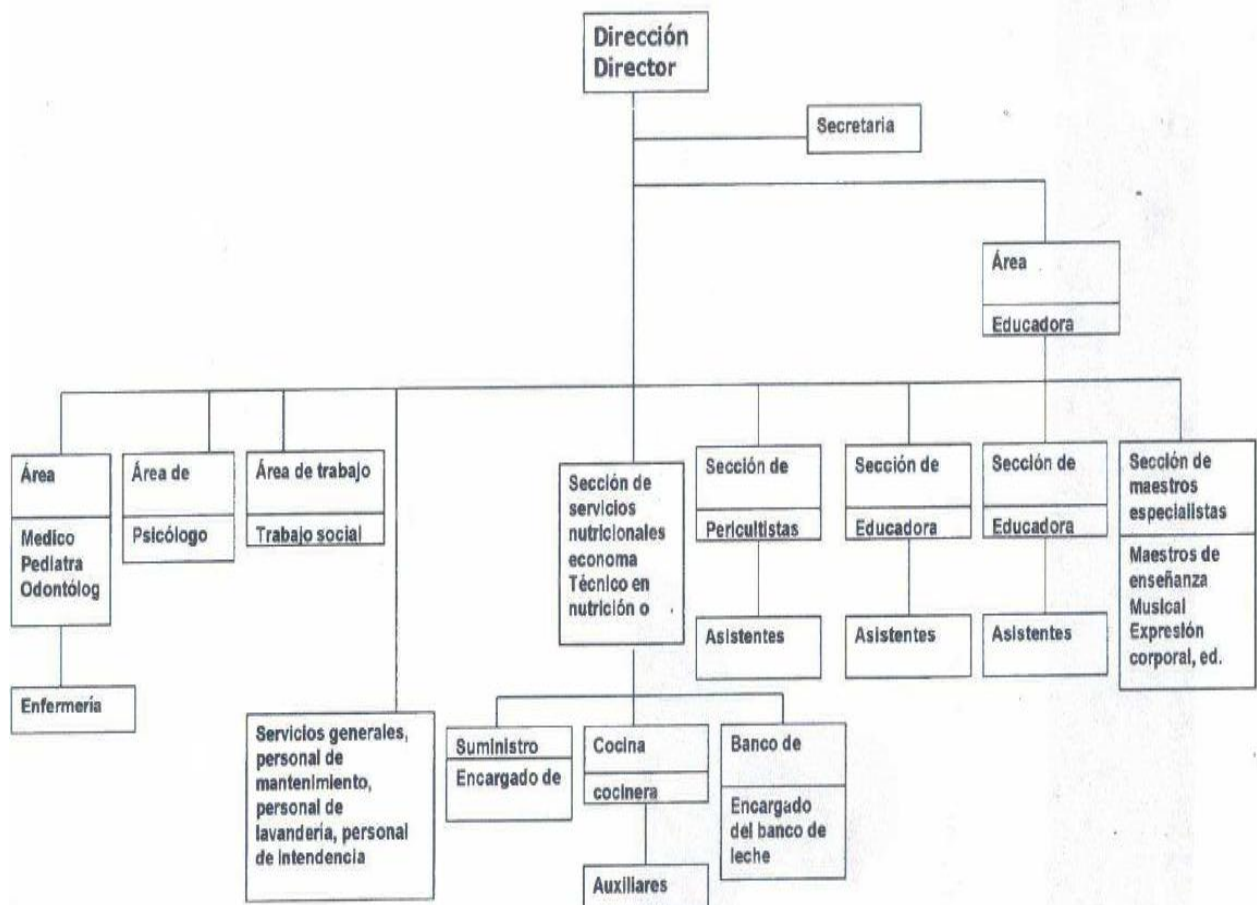 Dirección
Director
Secretaria
Área
Educadora
Área
Medico
Pediatra
Odontólog
Enfermería
Área de
Psicólogo
Área de trabajo
Trabajo social
Servicios generales,
personal de
mantenimiento,
personal de
lavandería, personal
de intendencia
Sección de
servicios
nutricionales
economa
Técnico en
nutrición o
Suministro
Encargado de
Cocina
cocinera
Auxiliares
Banco de
Encargado
del banco de
leche
Sección de
Pericultistas
Asistentes
Sección de
Educadora
Asistentes
Sección de
Educadora
Asistentes
Sección de
maestros
especialistas
Maestros de
enseñanza
Musical
Expresión
corporal, ed.